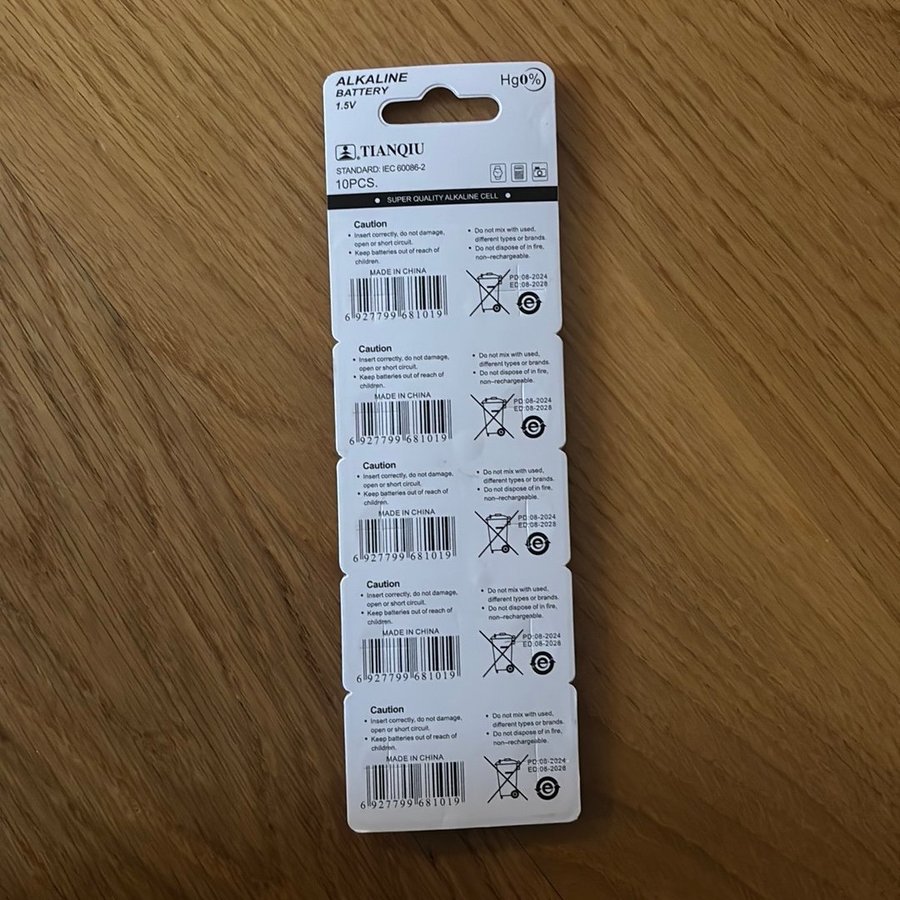 ALKALINE
BATTERY
1.5V
Hg0%
TIANQIU
STANDARD: IEC 60086-2
10PCS.
• SUPER QUALITY ALKALINE CELL •
Caution
• Insert correctly, do not damage,
open or short circuit.
• Keep batteries out of reach of
children.
• Do not mix with used,
different types or brands.
• Do not dispose of in fire,
non-rechargeable.
MADE IN CHINA
6 927799 681019
PD:08-2024
ED:08-2028
Caution
• Insert correctly, do not damage,
open or short circuit.
• Keep batteries out of reach of
children.
• Do not mix with used,
different types or brands.
• Do not dispose of in fire,
non-rechargeable.
MADE IN CHINA
6 927799 681019
PD:08-2024
ED:08-2028
Caution
• Insert correctly, do not damage,
open or short circuit.
• Keep batteries out of reach of
children.
• Do not mix with used,
different types or brands.
• Do not dispose of in fire,
non-rechargeable.
MADE IN CHINA
6 927799 681019
PD:08-2024
ED:08-2028
Caution
• Insert correctly, do not damage,
open or short circuit.
• Keep batteries out of reach of
children.
• Do not mix with used,
different types or brands.
• Do not dispose of in fire,
non-rechargeable.
MADE IN CHINA
6 927799 681019
PD:08-2024
ED:08-2028
Caution
• Insert correctly, do not damage,
open or short circuit.
• Keep batteries out of reach of
children.
• Do not mix with used,
different types or brands.
• Do not dispose of in fire,
non-rechargeable.
MADE IN CHINA
6 927799 681019
PD:08-2024
ED:08-2028